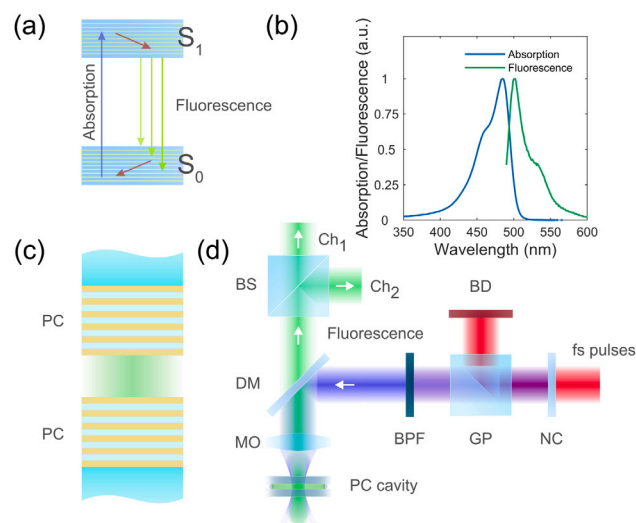 (a)
S1
Absorption
Fluorescence
S0
(b)
Absorption
Fluorescence
Absorption/Fluorescence (a.u.)
1
0.75
0.5
0.25
0
350
400
450
500
550
600
Wavelength (nm)
(c)
PC
PC
(d)
Ch1
BS
Ch2
BD
Fluorescence
fs pulses
DM
MO
BPF
GP
NC
PC cavity